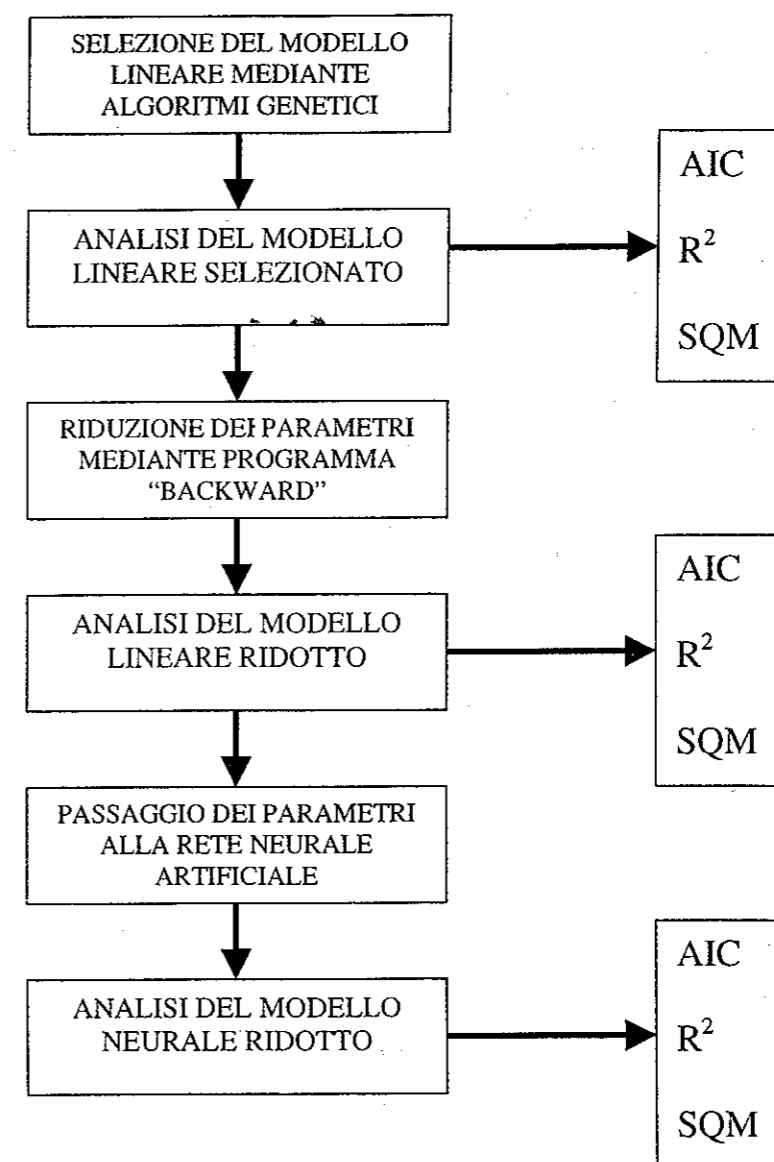 SELEZIONE DEL MODELLO
LINEARE MEDIANTE
ALGORITMI GENETICI
ANALISI DEL MODELLO
LINEARE SELEZIONATO
AIC
R²
SQM
RIDUZIONE DEI PARAMETRI
MEDIANTE PROGRAMMA
“BACKWARD”
ANALISI DEL MODELLO
LINEARE RIDOTTO
AIC
R²
SQM
PASSAGGIO DEI PARAMETRI
ALLA RETE NEURALE
ARTIFICIALE
ANALISI DEL MODELLO
NEURALE RIDOTTO
AIC
R²
SQM